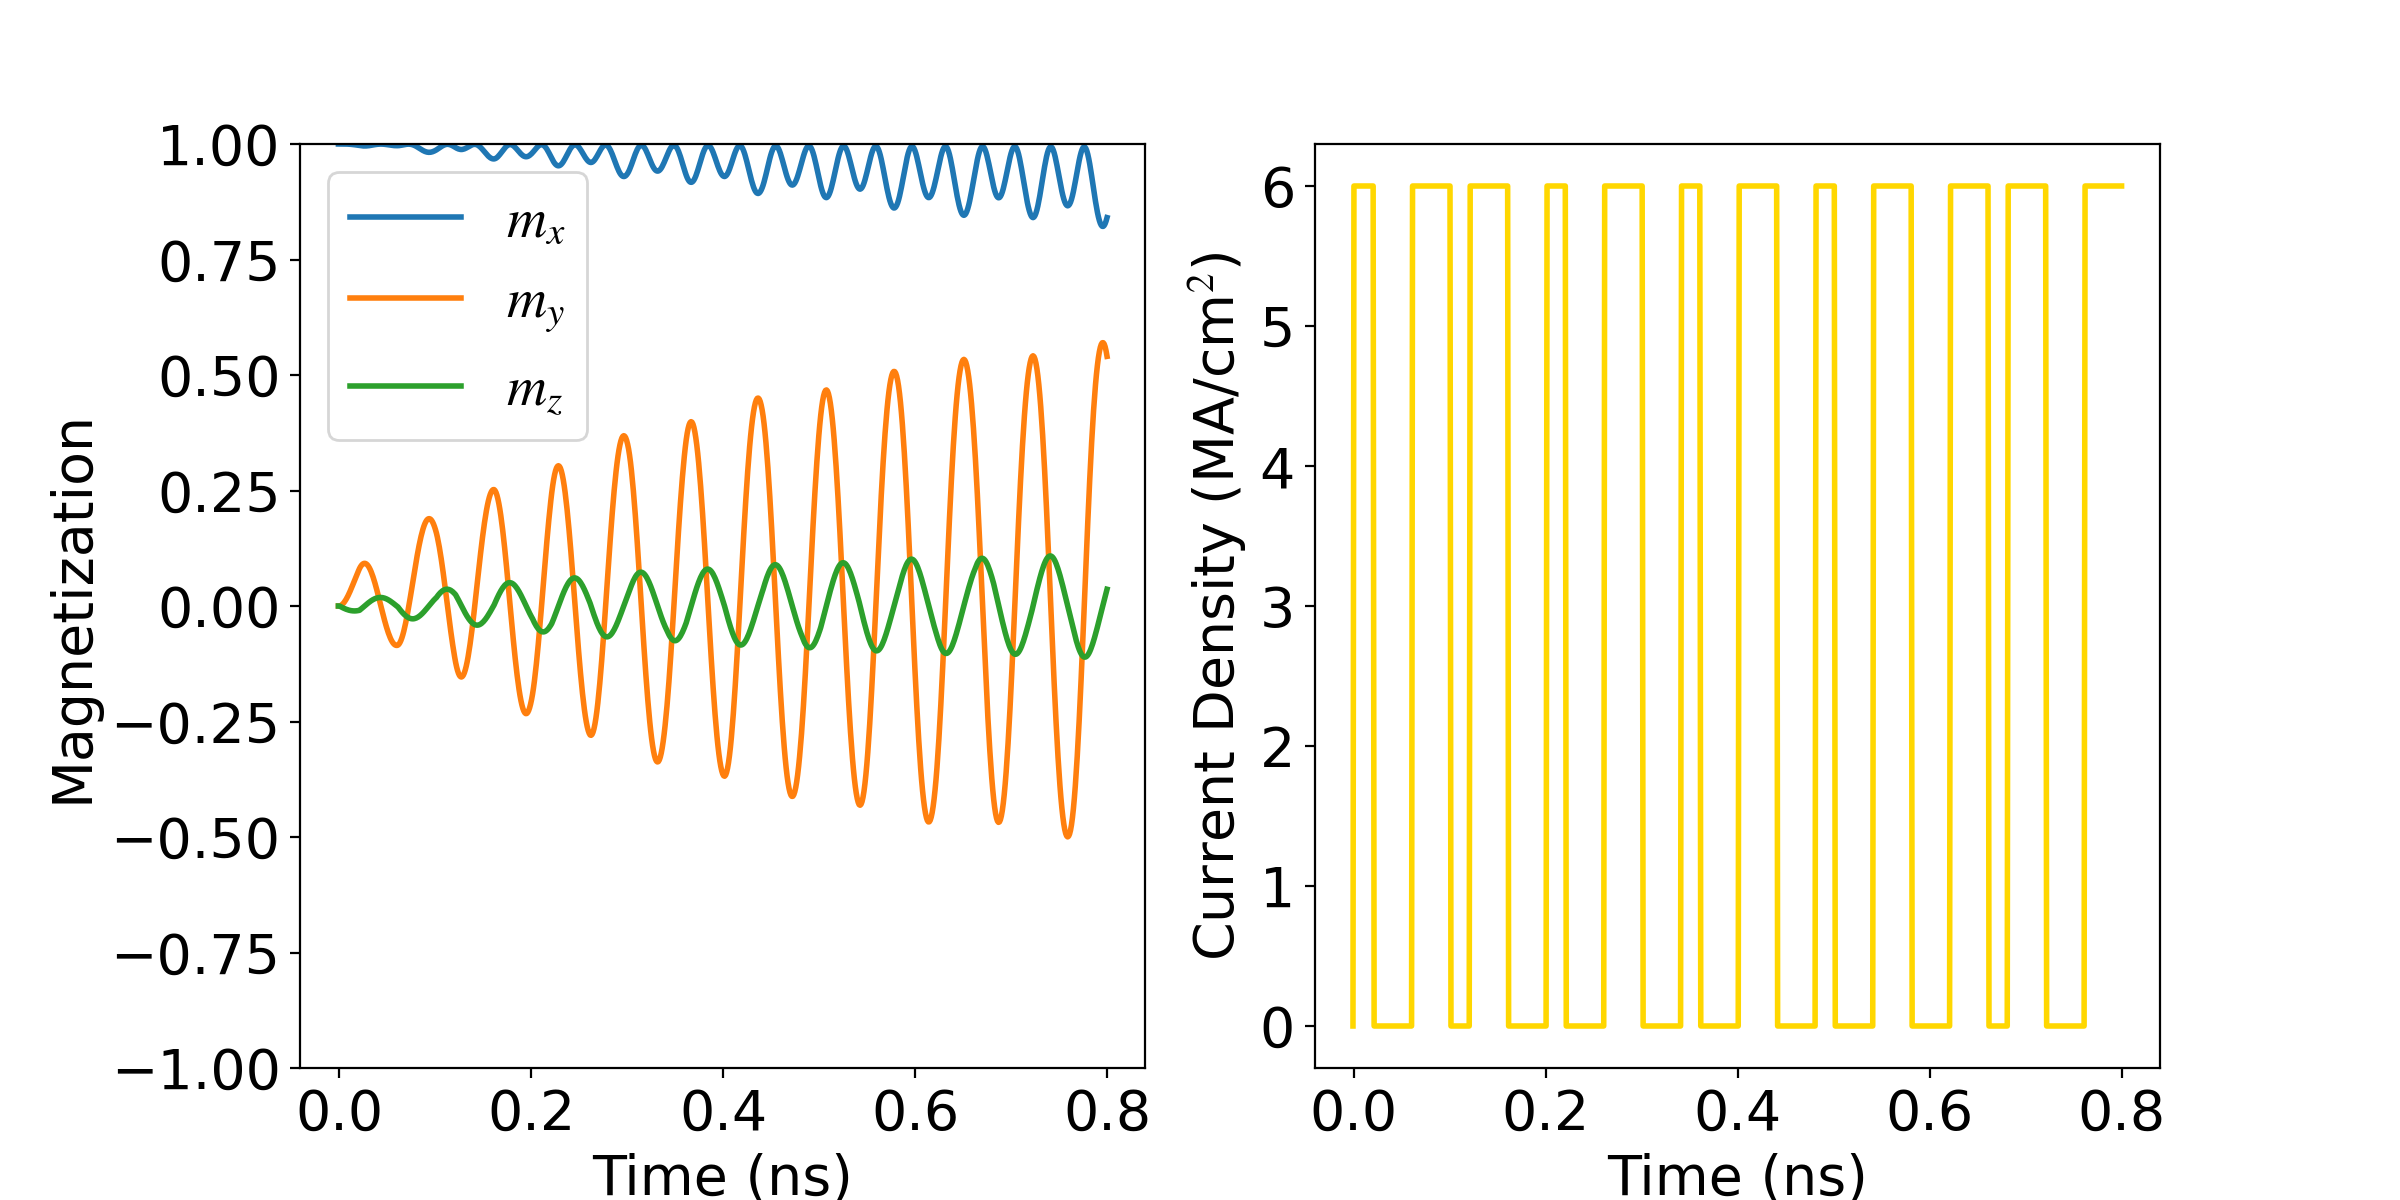 1.00
0.75
0.50
0.25
0.00
−0.25
−0.50
−0.75
−1.00
Magnetization
m_x
m_y
m_z
0.0 0.2 0.4 0.6 0.8
Time (ns)
6
5
4
3
2
1
0
Current Density (MA/cm²)
0.0 0.2 0.4 0.6 0.8
Time (ns)